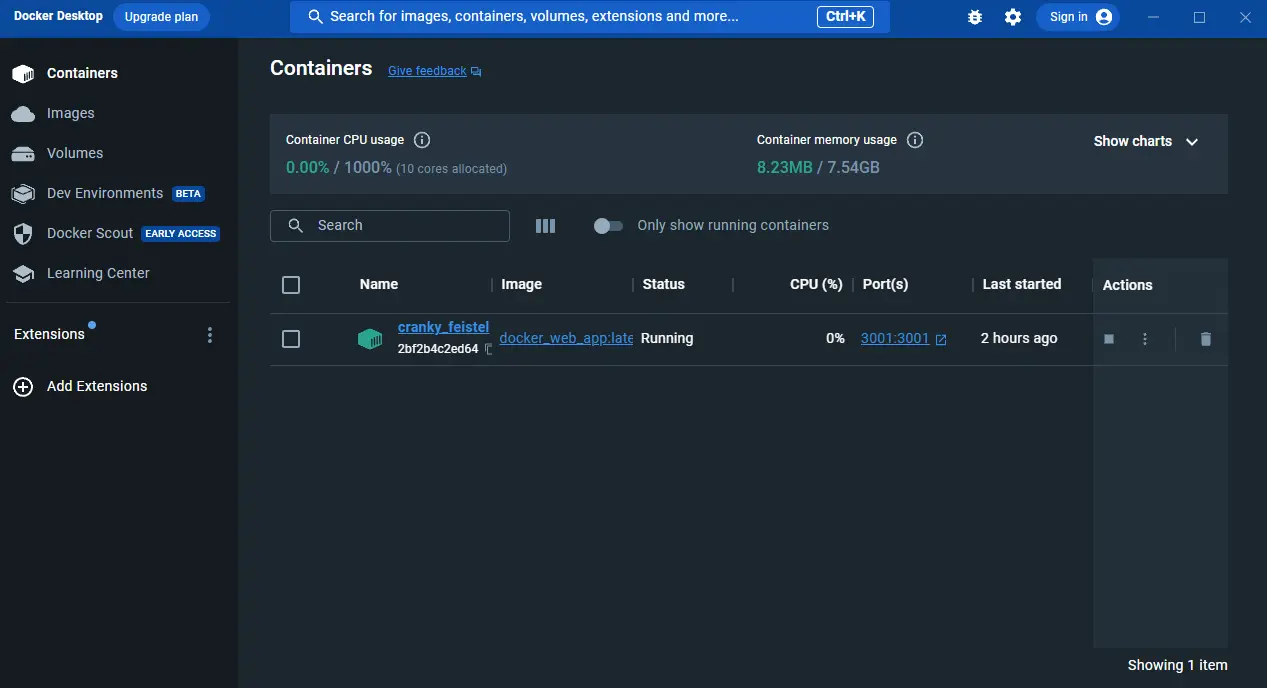 Docker Desktop Upgrade plan Search for images, containers, volumes, extensions and more... Ctrl+K Sign in
Containers
Images
Volumes
Dev Environments BETA
Docker Scout EARLY ACCESS
Learning Center
Extensions
Add Extensions
Containers Give feedback
Container CPU usage
0.00% / 1000% (10 cores allocated)
Container memory usage
8.23MB / 7.54GB
Show charts
Search Only show running containers
Name Image Status CPU (%) Port(s) Last started Actions
cranky_feistel
2bf2b4c2ed64
docker_web_app:late Running 0% 3001:3001 2 hours ago
Showing 1 item